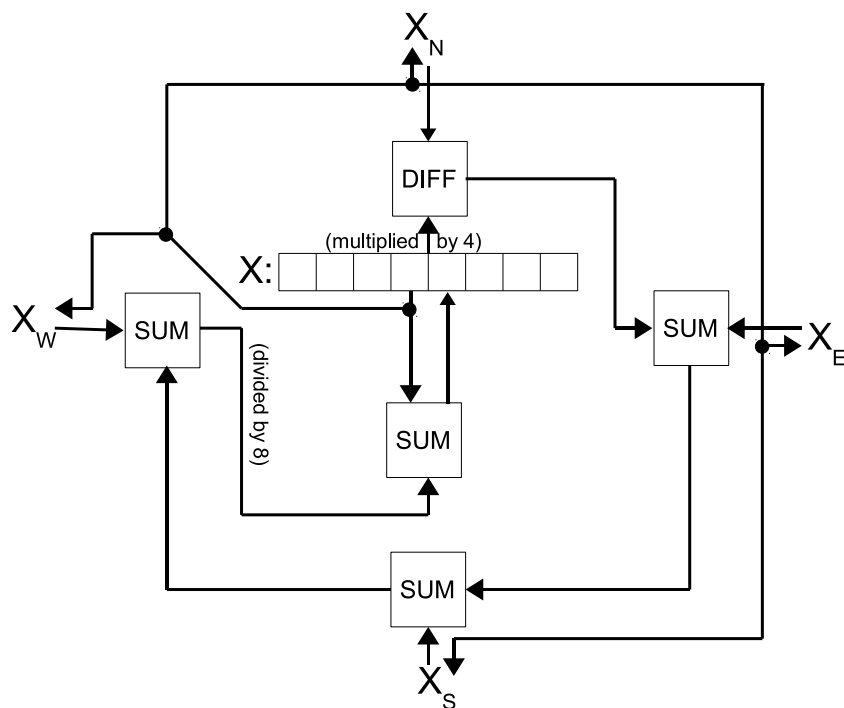 X_N
DIFF
(multiplied by 4)
X:
X_W
SUM
SUM
X_E
(divided by 8)
SUM
SUM
X_S